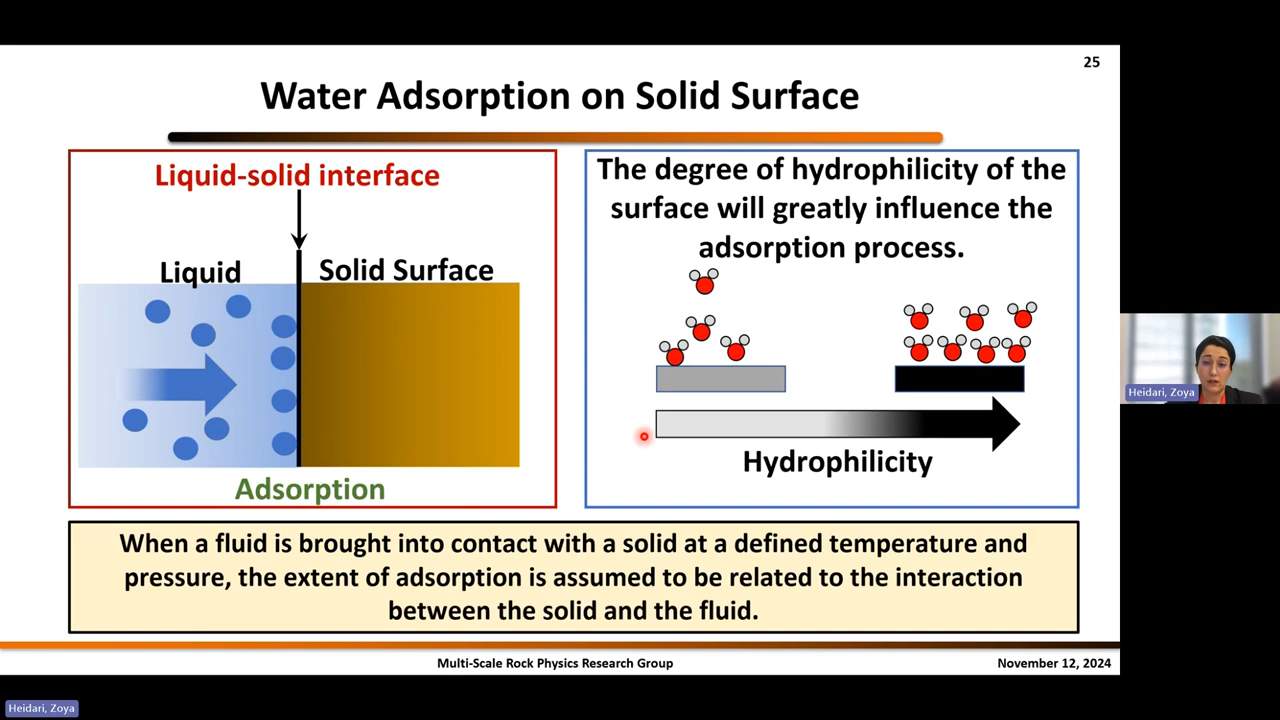 25
Water Adsorption on Solid Surface
Liquid-solid interface
Liquid
Solid Surface
Adsorption
The degree of hydrophilicity of the
surface will greatly influence the
adsorption process.
Hydrophilicity
When a fluid is brought into contact with a solid at a defined temperature and
pressure, the extent of adsorption is assumed to be related to the interaction
between the solid and the fluid.
Multi-Scale Rock Physics Research Group
November 12, 2024
Heidari, Zoya
Heidari, Zoya